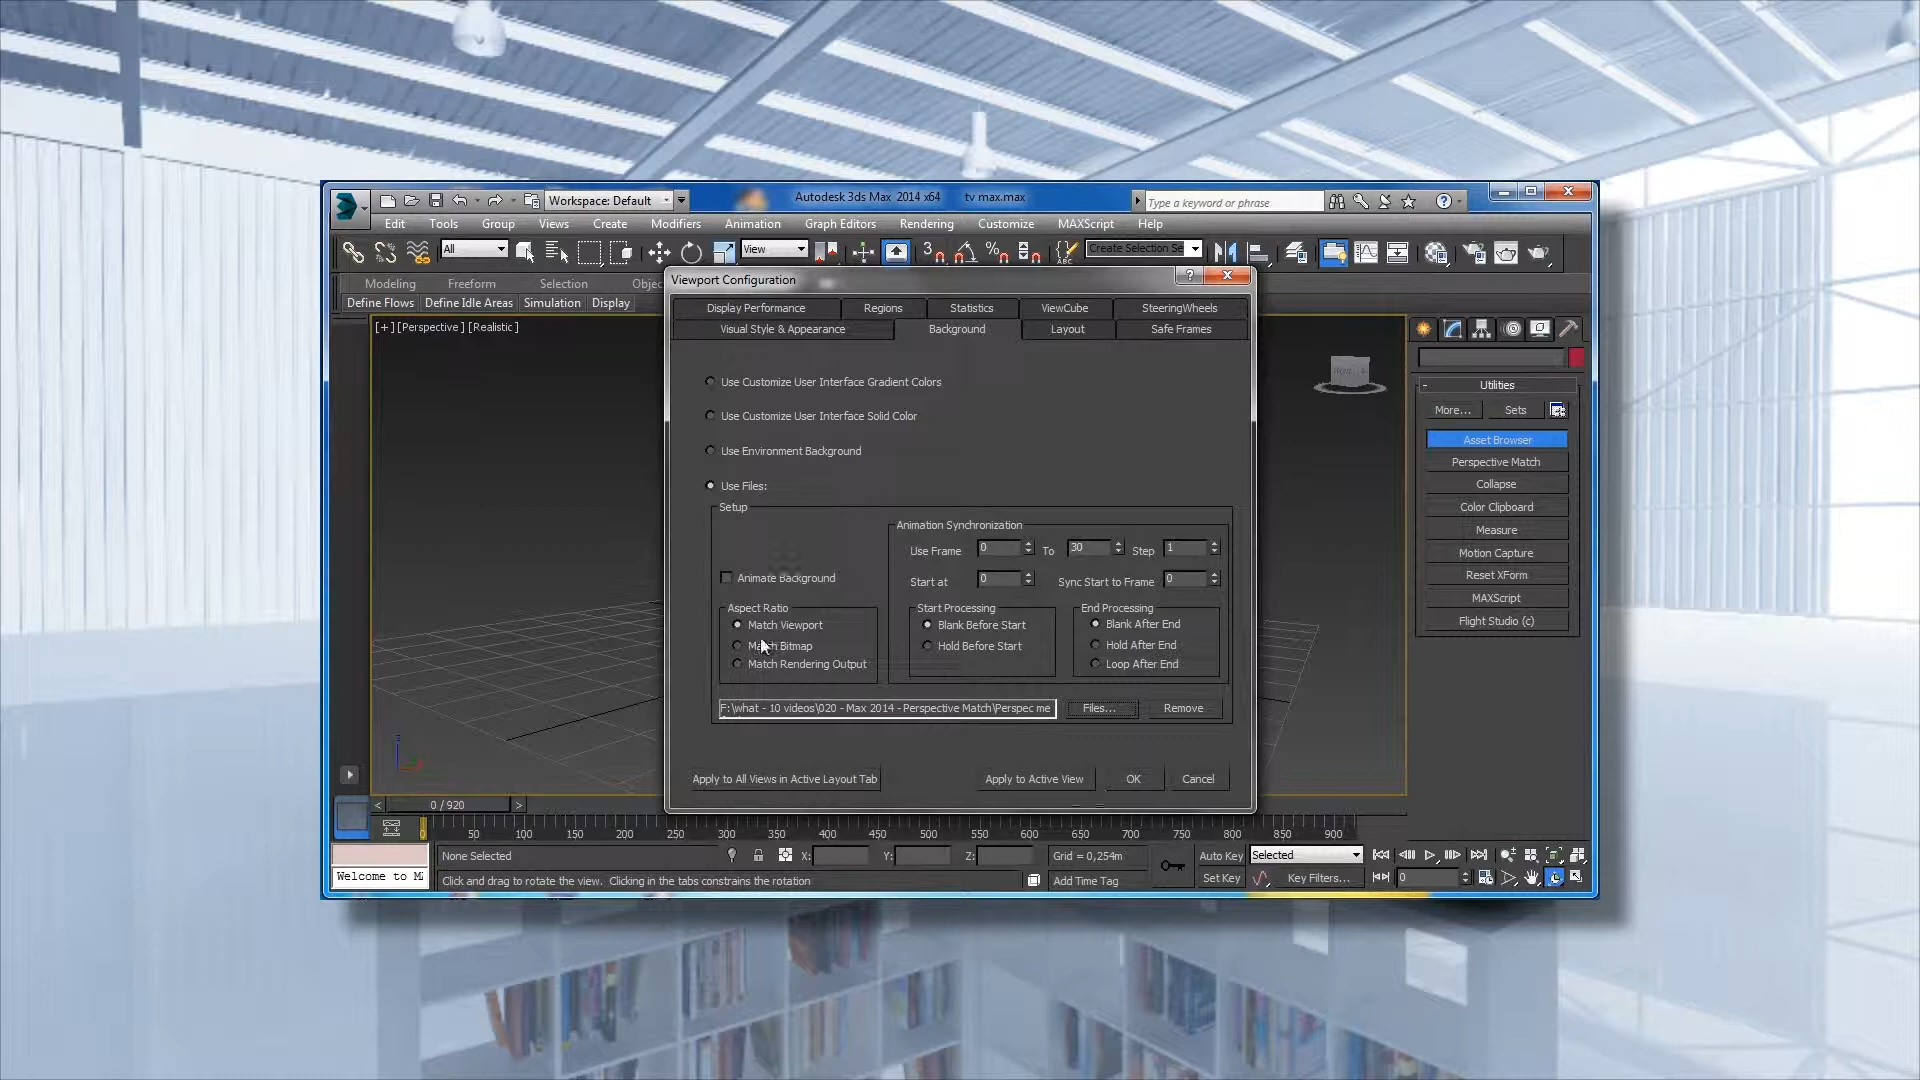 Workspace: Default
Autodesk 3ds Max 2014 x64 tv max.max
Type a keyword or phrase
Edit Tools Group Views Create Modifiers Animation Graph Editors Rendering Customize MAXScript Help
All
View
Create Selection Se
Modeling Freeform Selection Objec
Define Flows Define Idle Areas Simulation Display
[+] [Perspective ] [Realistic ]
Viewport Configuration
Display Performance Regions Statistics ViewCube SteeringWheels
Visual Style & Appearance Background Layout Safe Frames
Use Customize User Interface Gradient Colors
Use Customize User Interface Solid Color
Use Environment Background
Use Files:
Setup
Animation Synchronization
Use Frame 0 To 30 Step 1
Animate Background
Start at 0 Sync Start to Frame 0
Aspect Ratio
Match Viewport
Match Bitmap
Match Rendering Output
Start Processing
Blank Before Start
Hold Before Start
End Processing
Blank After End
Hold After End
Loop After End
F:\what - 10 videos\020 - Max 2014 - Perspective Match\Perspec me
Files... Remove
Apply to All Views in Active Layout Tab Apply to Active View OK Cancel
Utilities
More... Sets
Asset Browser
Perspective Match
Collapse
Color Clipboard
Measure
Motion Capture
Reset XForm
MAXScript
Flight Studio (c)
< 0 / 920 >
0 50 100 150 200 250 300 350 400 450 500 550 600 650 700 750 800 850 900
None Selected X: Y: Z: Grid = 0,254m Auto Key Selected
Welcome to M
Click and drag to rotate the view. Clicking in the tabs constrains the rotation Add Time Tag Set Key Key Filters... 0